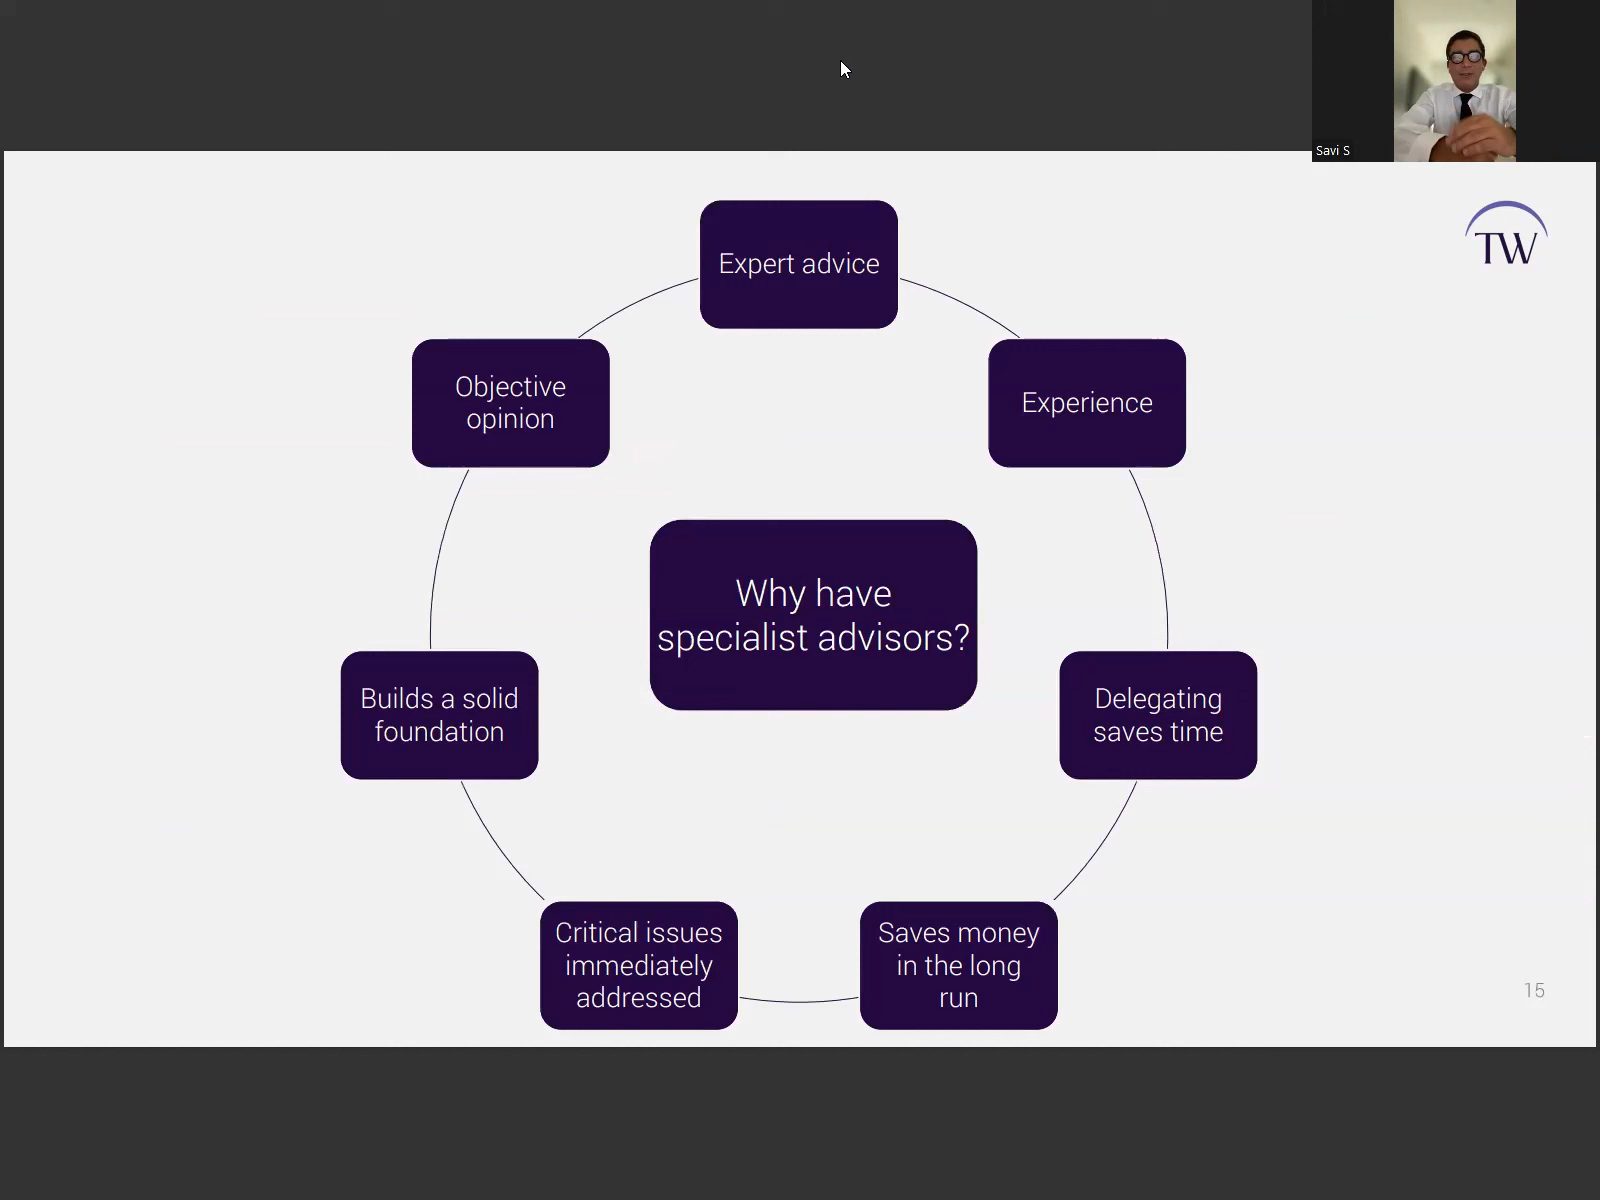 Savi S
TW
Expert advice
Objective
opinion
Experience
Why have
specialist advisors?
Builds a solid
foundation
Delegating
saves time
Critical issues
immediately
addressed
Saves money
in the long
run
15